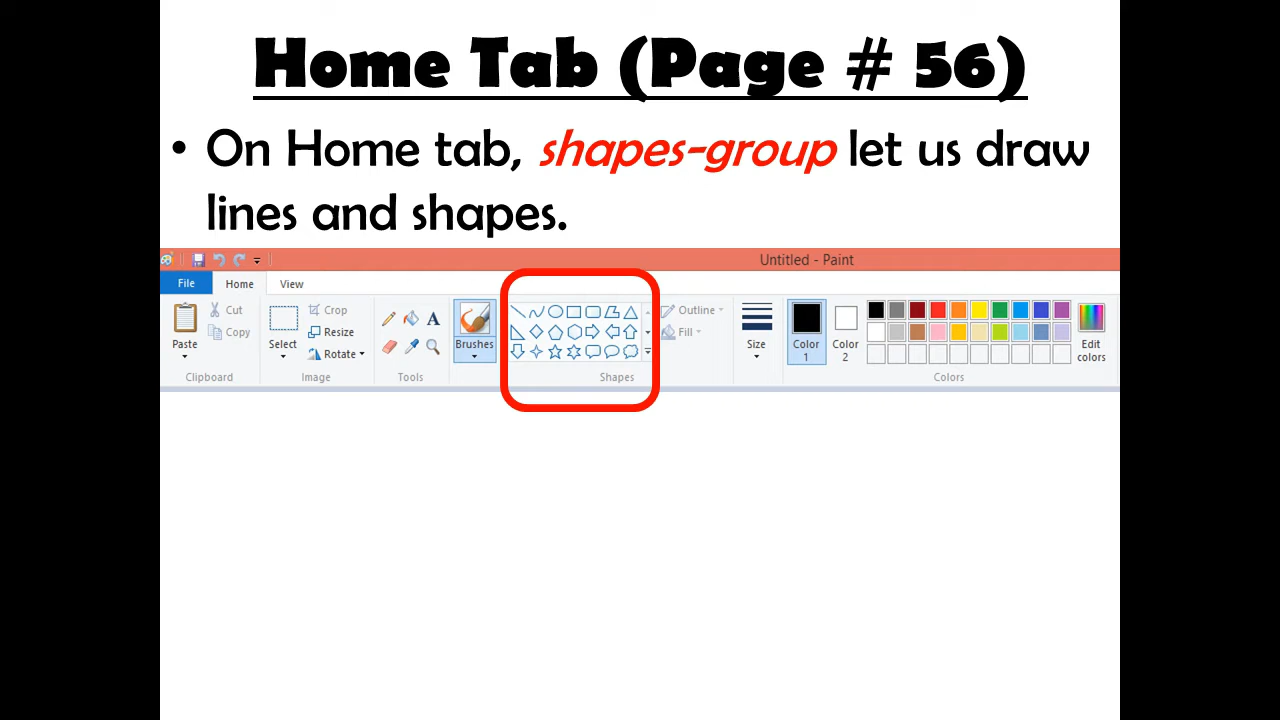 Home Tab (Page # 56)
• On Home tab, shapes-group let us draw
lines and shapes.
Untitled - Paint
File Home View
Cut Crop Outline
Copy Resize Fill
Paste Select Rotate A Brushes Size Color 1 Color 2 Edit colors
Clipboard Image Tools Shapes Colors